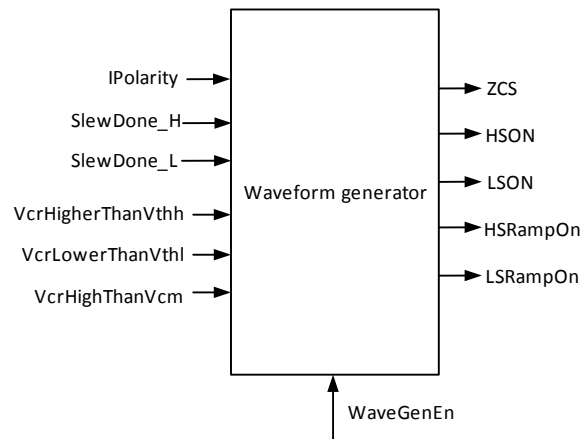 IPolarity
SlewDone_H
SlewDone_L
VcrHigherThanVthh
VcrLowerThanVthl
VcrHighThanVcm
Waveform generator
ZCS
HSON
LSON
HSRampOn
LSRampOn
WaveGenEn